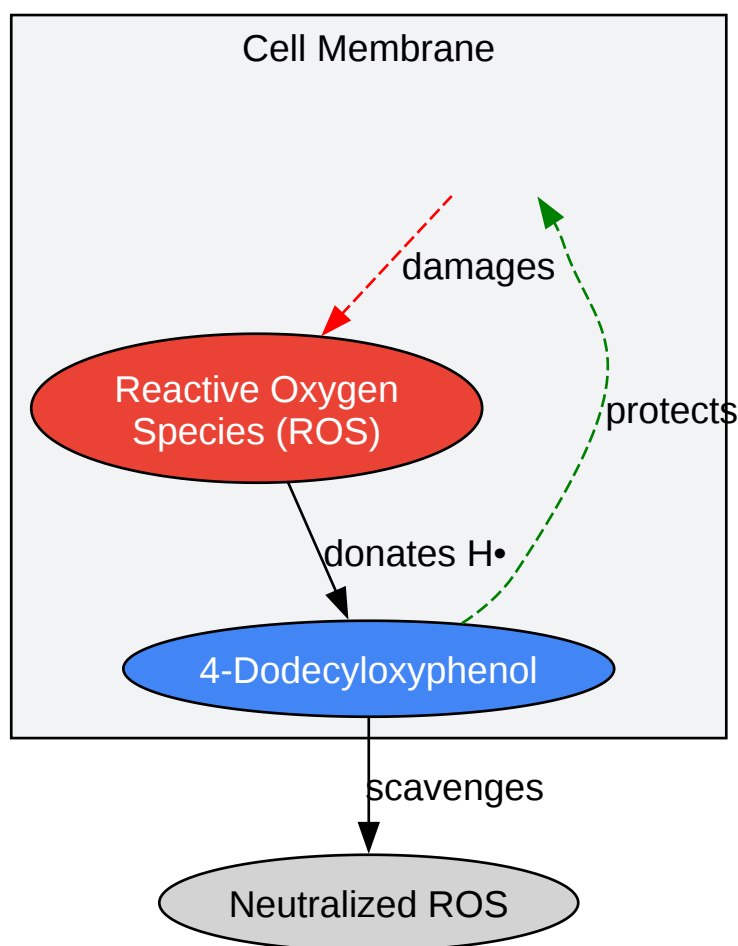 Cell Membrane
damages
Reactive Oxygen
Species (ROS)
protects
donates H•
4-Dodecyloxyphenol
scavenges
Neutralized ROS